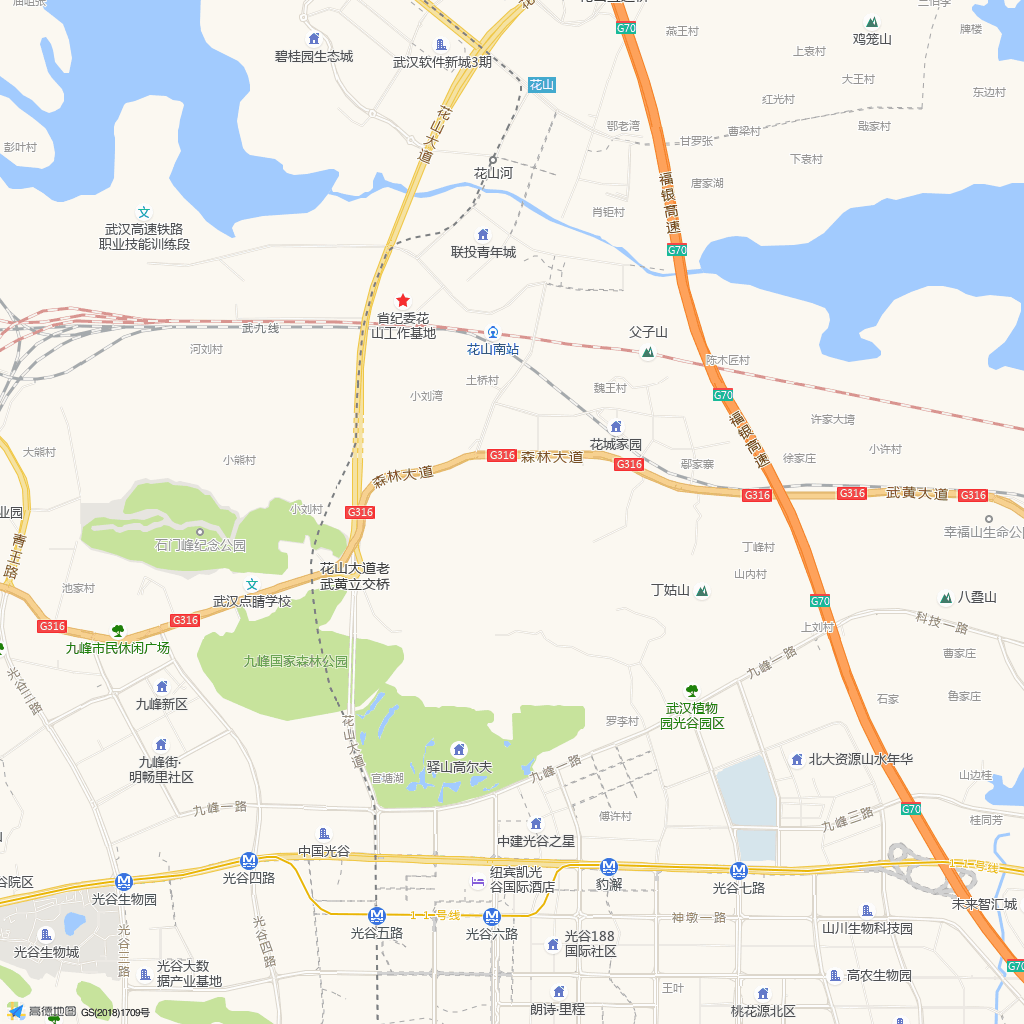 碧桂园生态城
武汉软件新城3期
花山
G70
燕王村
鸡笼山
上袁村
牌楼
大王村
红光村
东边村
花山大道
鄂老湾
甘罗张
曹梁村
戢家村
彭叶村
下袁村
花山河
福银高速
唐家湖
肖钜村
武汉高速铁路
职业技能训练段
联投青年城
G70
省纪委花
山工作基地
武九线
花山南站
父子山
河刘村
陈木匠村
土桥村
魏王村
小刘湾
G70
许家大塆
福银高速
花城家园
大熊村
小熊村
小许村
G316
森林大道
G316
鄢家寨
徐家庄
森林大道
G316
G316
武黄大道
G316
业园
小刘村
G316
石门峰纪念公园
幸福山生命公
青王路
丁峰村
花山大道老
武黄立交桥
山内村
池家村
武汉点睛学校
丁姑山
G70
八叠山
G316
G316
科技一路
上刘村
九峰市民休闲广场
九峰国家森林公园
九峰一路
曹家庄
光谷三路
九峰新区
石家
鲁家庄
武汉植物
园光谷园区
罗李村
花山大道
九峰街·
明畅里社区
驿山高尔夫
九峰一路
北大资源山水年华
官塘湖
山边桂
九峰一路
G70
傅许村
九峰三路
桂同芳
中建光谷之星
中国光谷
光谷四路
豹澥
11号线
谷院区
光谷生物园
纽宾凯光
谷国际酒店
光谷七路
未来智汇城
11号线
神墩一路
光谷五路
光谷六路
山川生物科技园
光谷三路
光谷四路
光谷188
国际社区
光谷生物城
G70
光谷大数
据产业基地
高农生物园
王叶
朗诗·里程
桃花源北区
高德地图
GS(2018)1709号